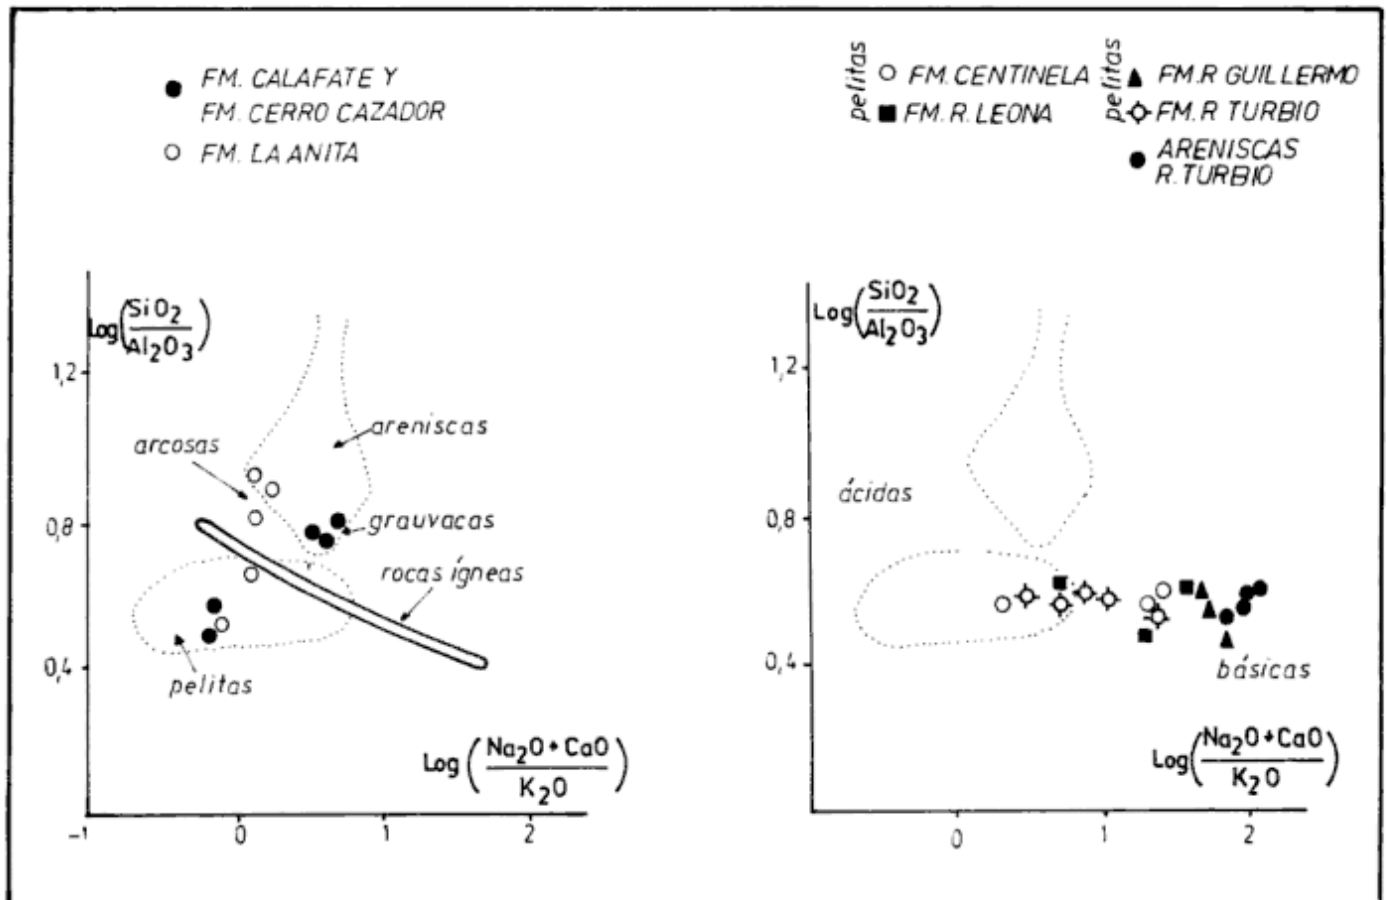 FM. CALAFATE Y
FM. CERRO CAZADOR
FM. LA ANITA
pelitas
FM. CENTINELA
FM. R. LEONA
pelitas
FM.R GUILLERMO
FM.R TURBIO
ARENISCAS
R.TURBIO
Log(SiO2/Al2O3)
1,2
0,8
0,4
arcosas
areniscas
grauvacas
rocas ígneas
pelitas
Log(Na2O+CaO/K2O)
-1
0
1
2
Log(SiO2/Al2O3)
1,2
0,8
0,4
ácidas
básicas
Log(Na2O+CaO/K2O)
0
1
2